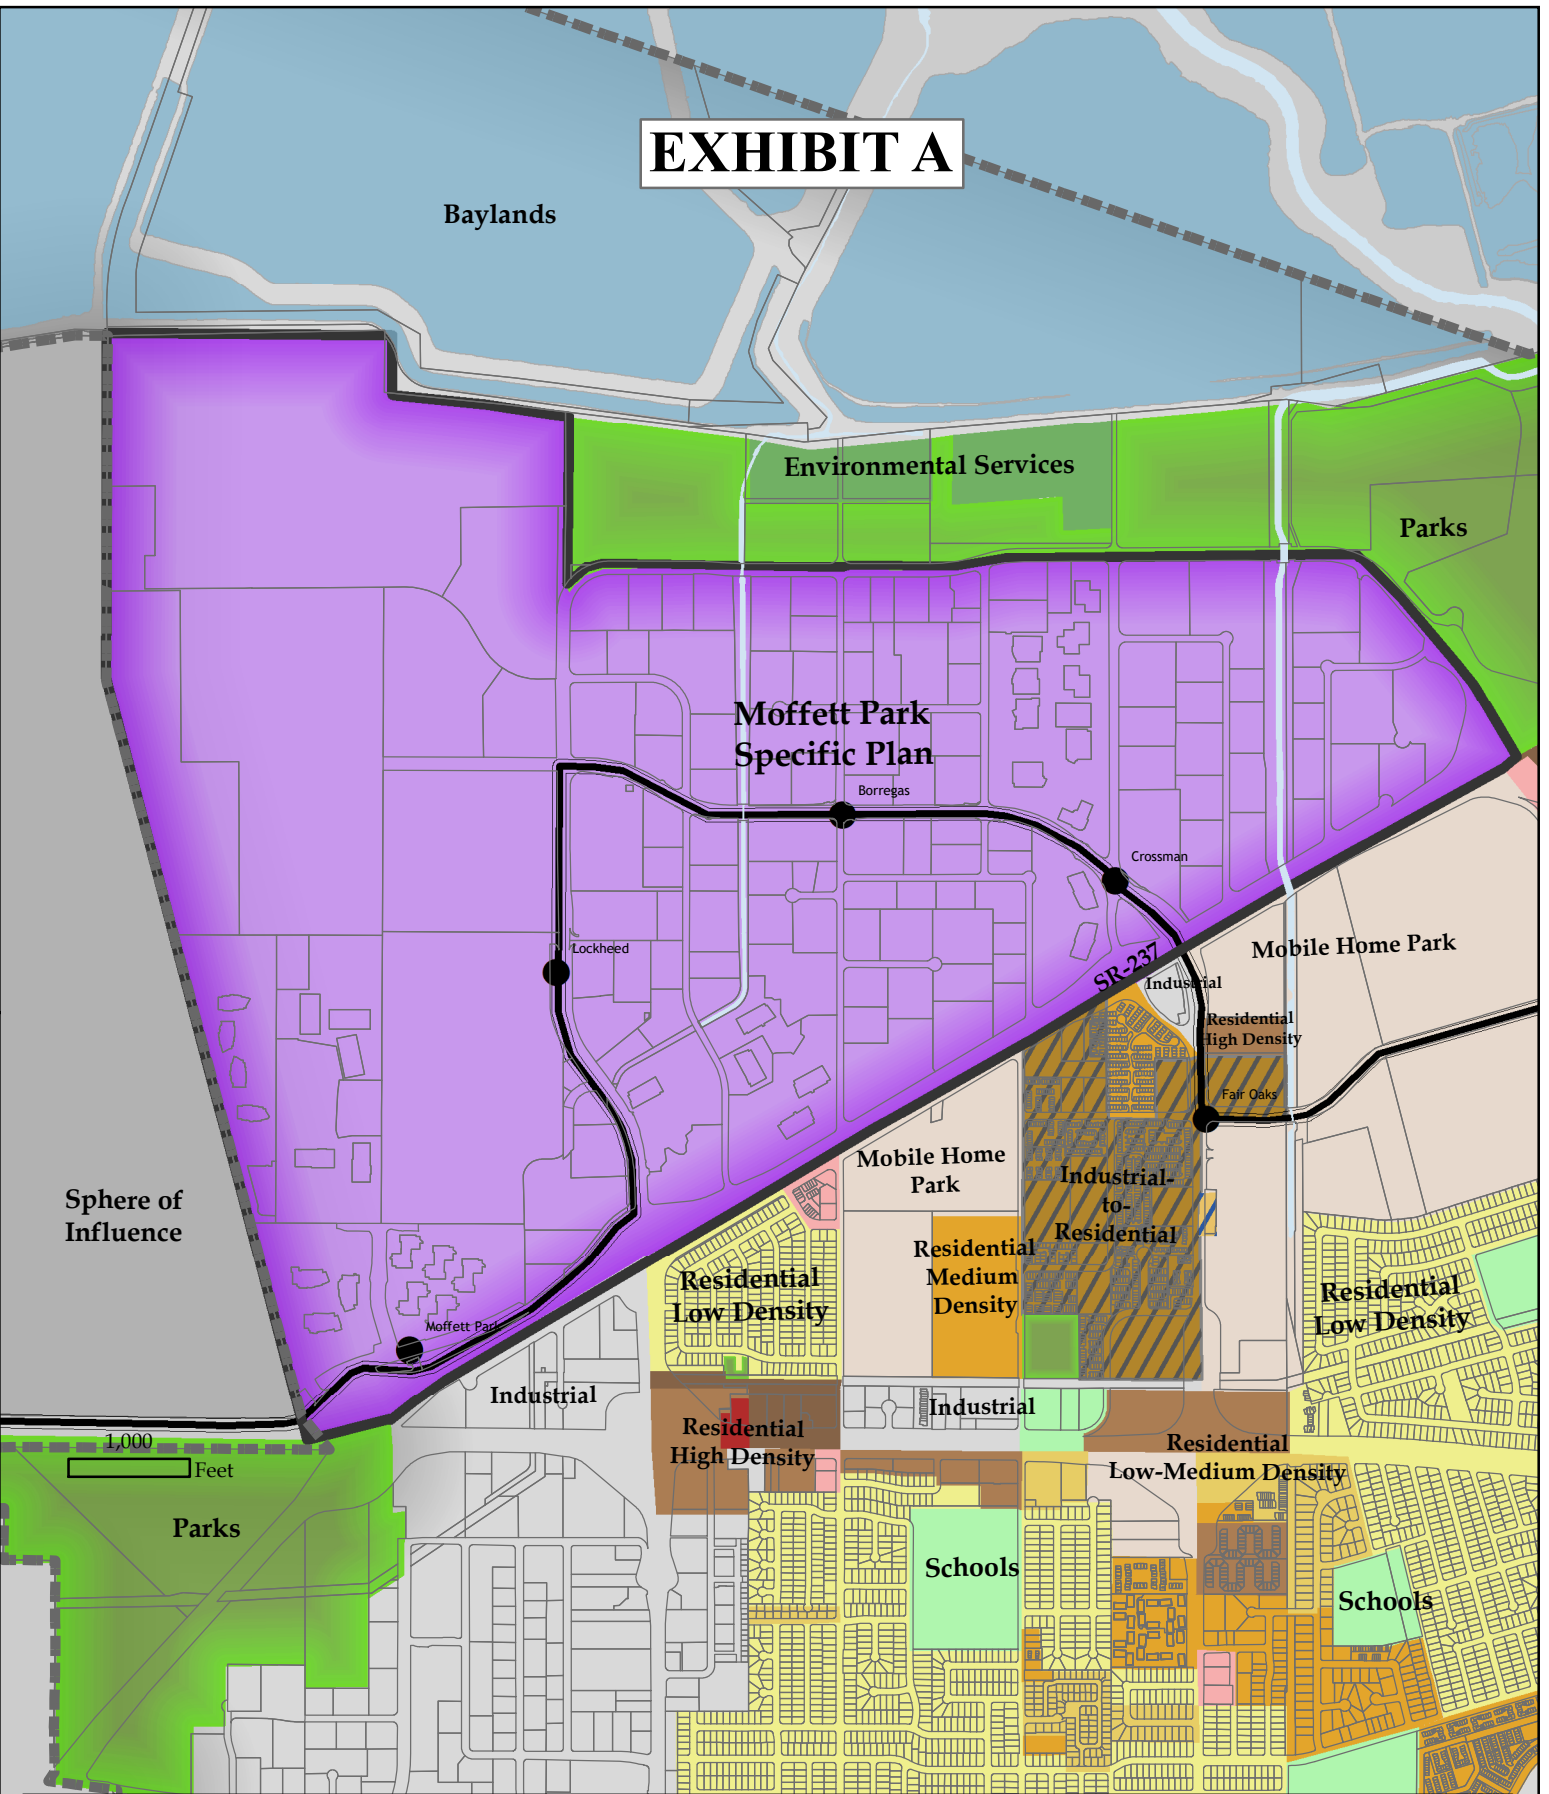 EXHIBIT A
Baylands
Environmental Services
Parks
Moffett Park
Specific Plan
Borregas
Crossman
Lockheed
Mobile Home Park
SR-237
Industrial
Residential
High Density
Fair Oaks
Mobile Home
Park
Industrial-
to-
Residential
Sphere of
Influence
Residential
Medium
Density
Residential
Low Density
Residential
Low Density
Moffett Park
Industrial
Industrial
Residential
High Density
Residential
Low-Medium Density
1,000
Feet
Parks
Schools
Schools